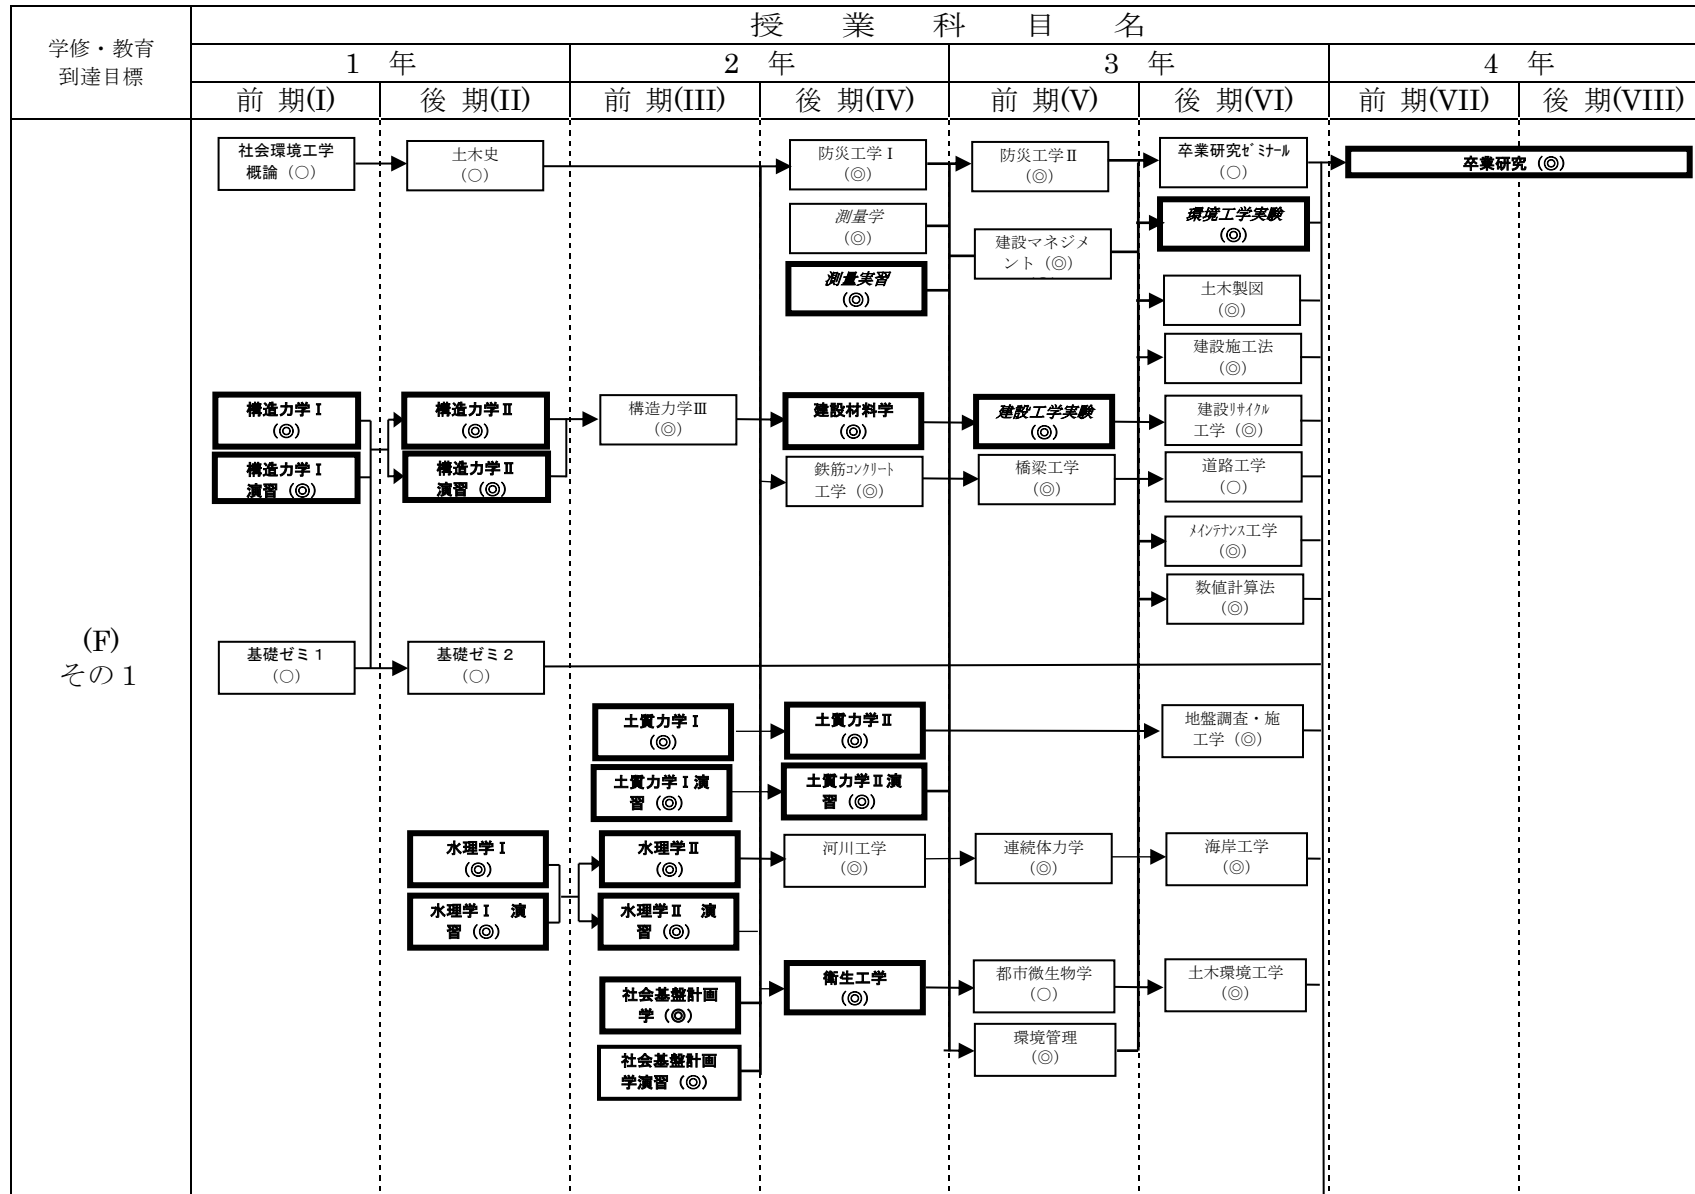 学修・教育
到達目標
授　業　科　目　名
1　年
2　年
3　年
4　年
前 期(I)
後 期(II)
前 期(III)
後 期(IV)
前 期(V)
後 期(VI)
前 期(VII)
後 期(VIII)
(F)
その１
社会環境工学
概論（○）
土木史
（○）
防災工学Ⅰ
（◎）
防災工学Ⅱ
（◎）
卒業研究ｾﾞﾐﾅｰﾙ
（○）
卒業研究（◎）
測量学
（◎）
環境工学実験
（◎）
建設マネジメ
ント（◎）
測量実習
（◎）
土木製図
（◎）
建設施工法
（◎）
構造力学Ⅰ
（◎）
構造力学Ⅱ
（◎）
構造力学Ⅲ
（◎）
建設材料学
（◎）
建設工学実験
（◎）
建設ﾘｻｲｸﾙ
工学（◎）
構造力学Ⅰ
演習（◎）
構造力学Ⅱ
演習（◎）
鉄筋ｺﾝｸﾘｰﾄ
工学（◎）
橋梁工学
（◎）
道路工学
（○）
ﾒｲﾝﾃﾅﾝｽ工学
（◎）
数値計算法
（◎）
基礎ゼミ１
（○）
基礎ゼミ２
（○）
土質力学Ⅰ
（◎）
土質力学Ⅱ
（◎）
地盤調査・施
工学（◎）
土質力学Ⅰ演
習（◎）
土質力学Ⅱ演
習（◎）
水理学Ⅰ
（◎）
水理学Ⅱ
（◎）
河川工学
（◎）
連続体力学
（◎）
海岸工学
（◎）
水理学Ⅰ　演
習（◎）
水理学Ⅱ　演
習（◎）
衛生工学
（◎）
都市微生物学
（○）
土木環境工学
（◎）
社会基盤計画
学（◎）
環境管理
（◎）
社会基盤計画
学演習（◎）